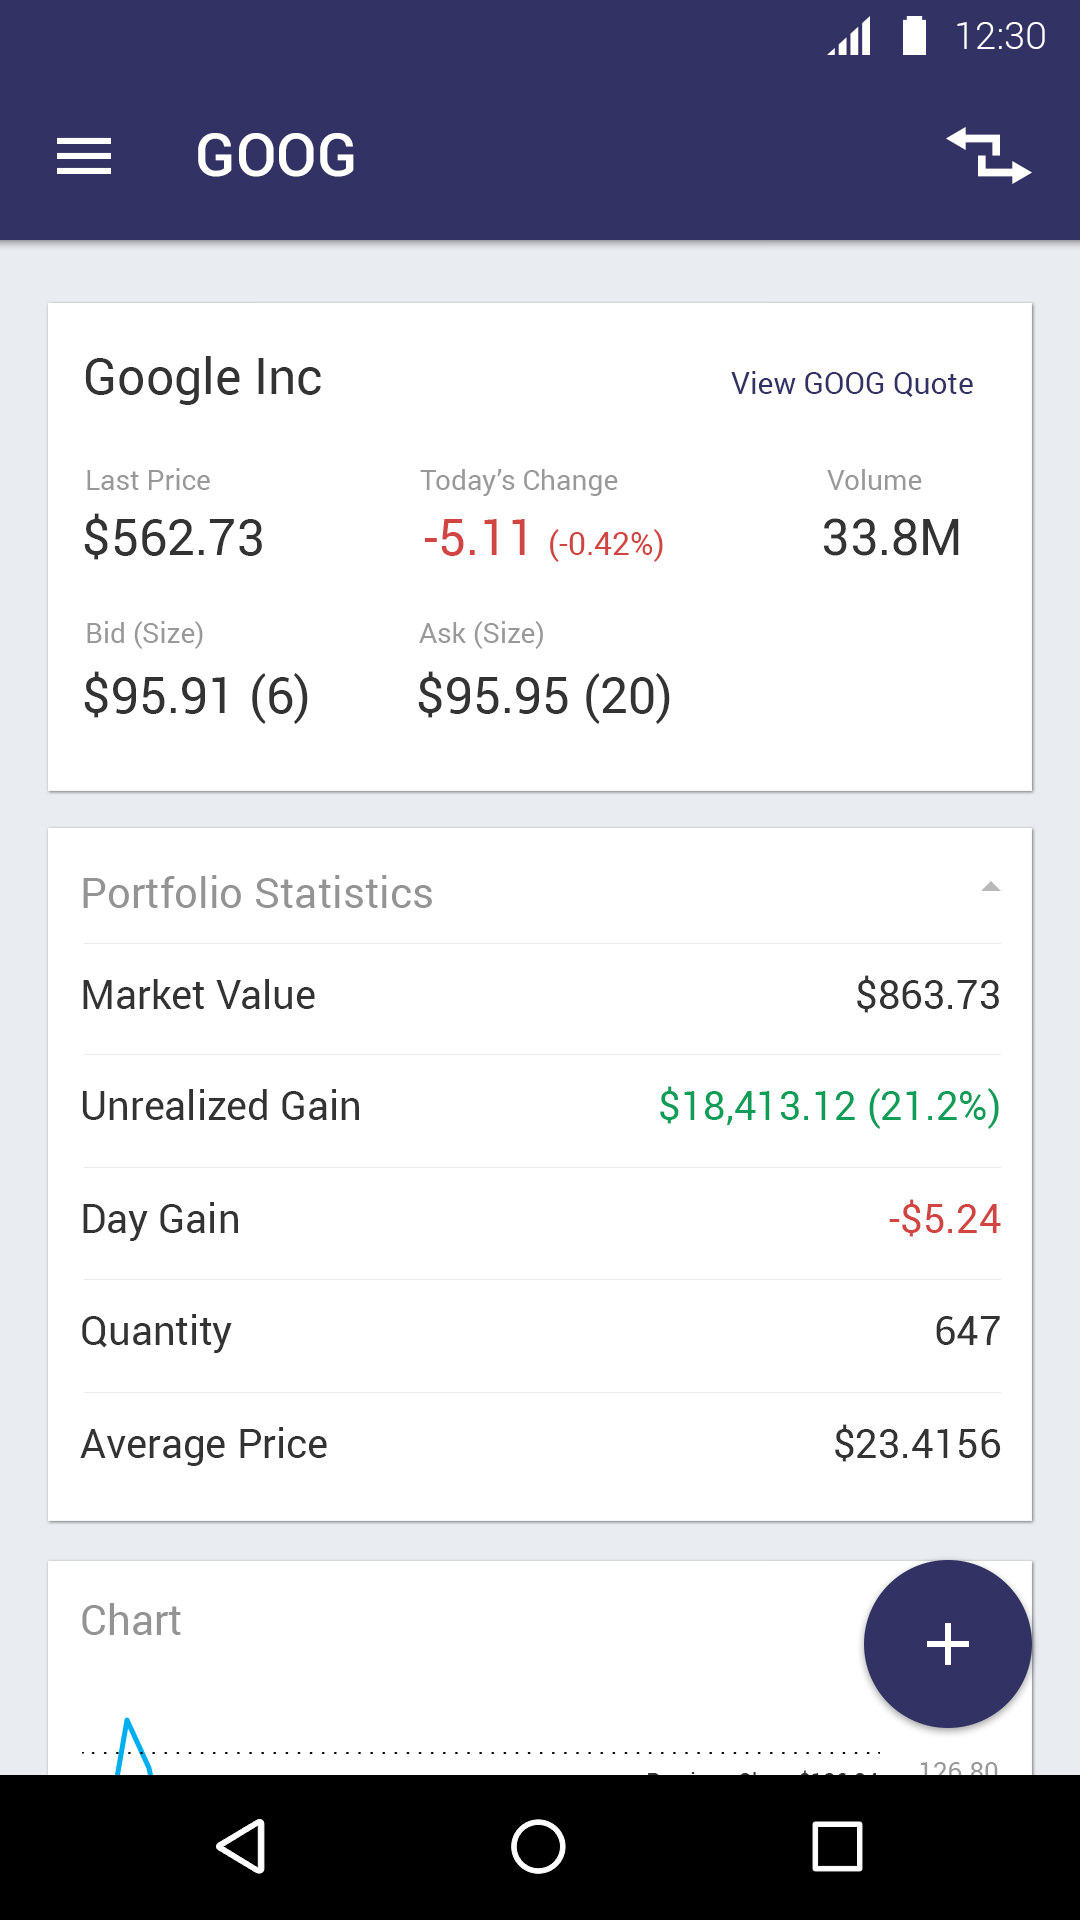 12:30
GOOG
Google Inc
View GOOG Quote
Last Price
Today’s Change
Volume
$562.73
-5.11 (-0.42%)
33.8M
Bid (Size)
Ask (Size)
$95.91 (6)
$95.95 (20)
Portfolio Statistics
Market Value
$863.73
Unrealized Gain
$18,413.12 (21.2%)
Day Gain
-$5.24
Quantity
647
Average Price
$23.4156
Chart
126.80